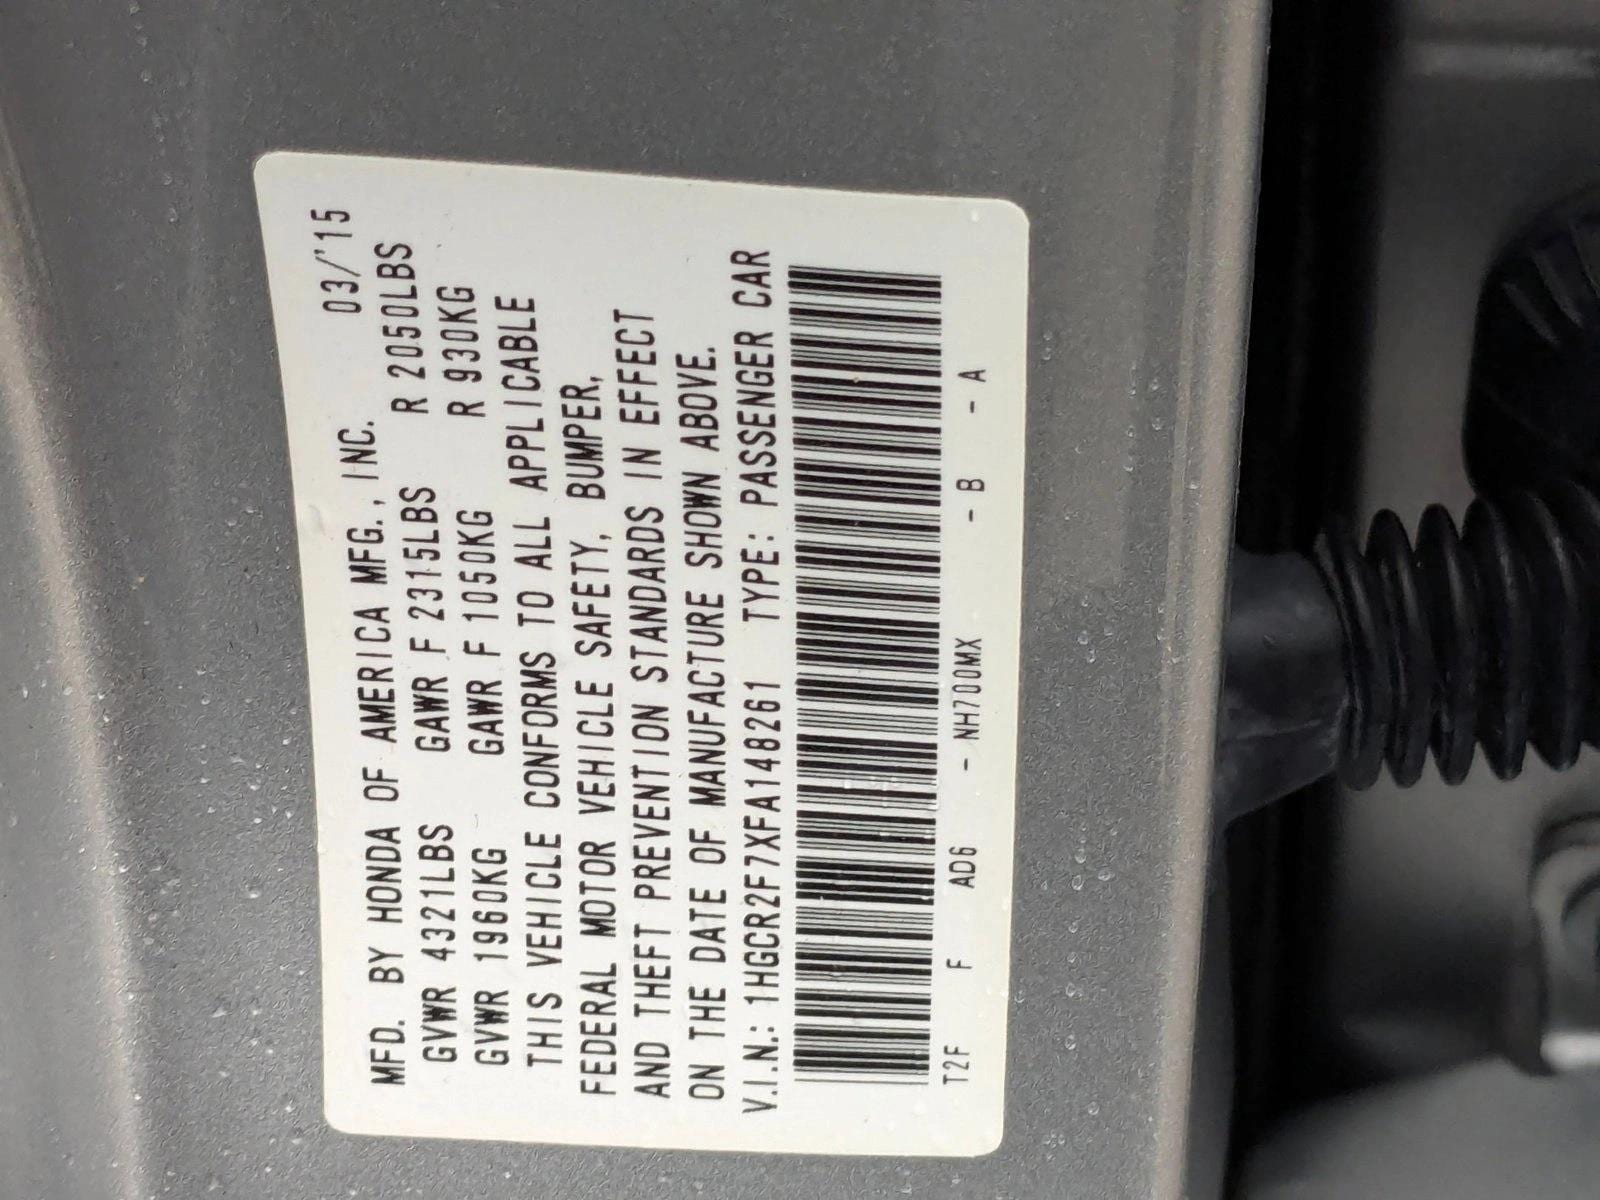 MFD. BY HONDA OF AMERICA MFG., INC. 03/'15
GVWR 4321LBS GAWR F 2315LBS R 2050LBS
GVWR 1960KG GAWR F 1050KG R 930KG
THIS VEHICLE CONFORMS TO ALL APPLICABLE
FEDERAL MOTOR VEHICLE SAFETY, BUMPER,
AND THEFT PREVENTION STANDARDS IN EFFECT
ON THE DATE OF MANUFACTURE SHOWN ABOVE.
V.I.N.: 1HGCR2F7XFA148261 TYPE: PASSENGER CAR
T2F F AD6 - NH700MX - B - A